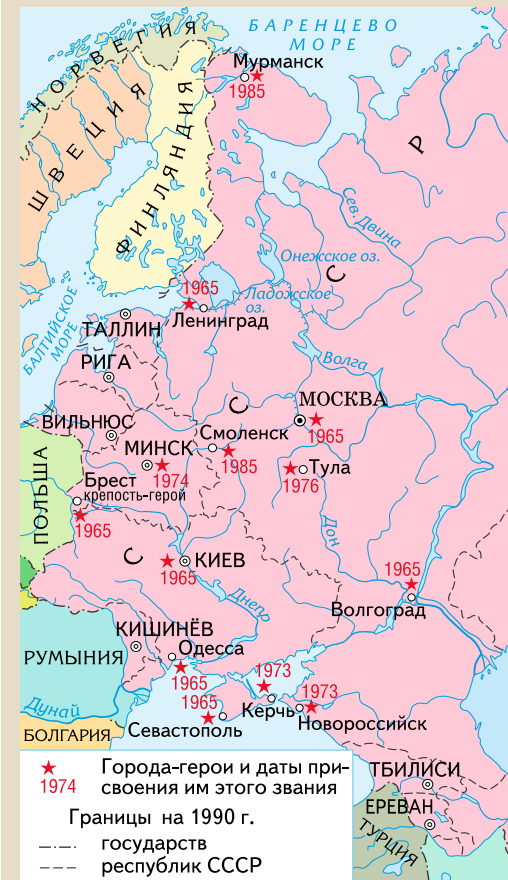 БАРЕНЦЕВО
МОРЕ
НОРВЕГИЯ
ШВЕЦИЯ
ФИНЛЯНДИЯ
Мурманск
1985
Р
Сев. Двина
Онежское оз.
С
1965
Ладожское
оз.
Ленинград
БАЛТИЙСКОЕ
МОРЕ
ТАЛЛИН
РИГА
Волга
С
МОСКВА
1965
ВИЛЬНЮС
Смоленск
1985
МИНСК
1974
Тула
1976
ПОЛЬША
Брест
крепость-герой
1965
Дон
С
КИЕВ
1965
1965
Волгоград
Днепр
КИШИНЁВ
Одесса
1965
РУМЫНИЯ
1973
Керчь
1973
Новороссийск
1965
Севастополь
Дунай
БОЛГАРИЯ
ТБИЛИСИ
ЕРЕВАН
ТУРЦИЯ
1974
Города-герои и даты при-
своения им этого звания
Границы на 1990 г.
государств
республик СССР